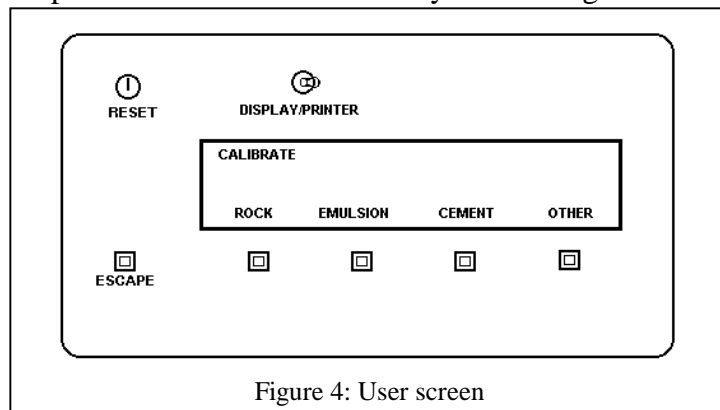 RESET
DISPLAY/PRINTER
CALIBRATE
ROCK EMULSION CEMENT OTHER
ESCAPE
Figure 4: User screen